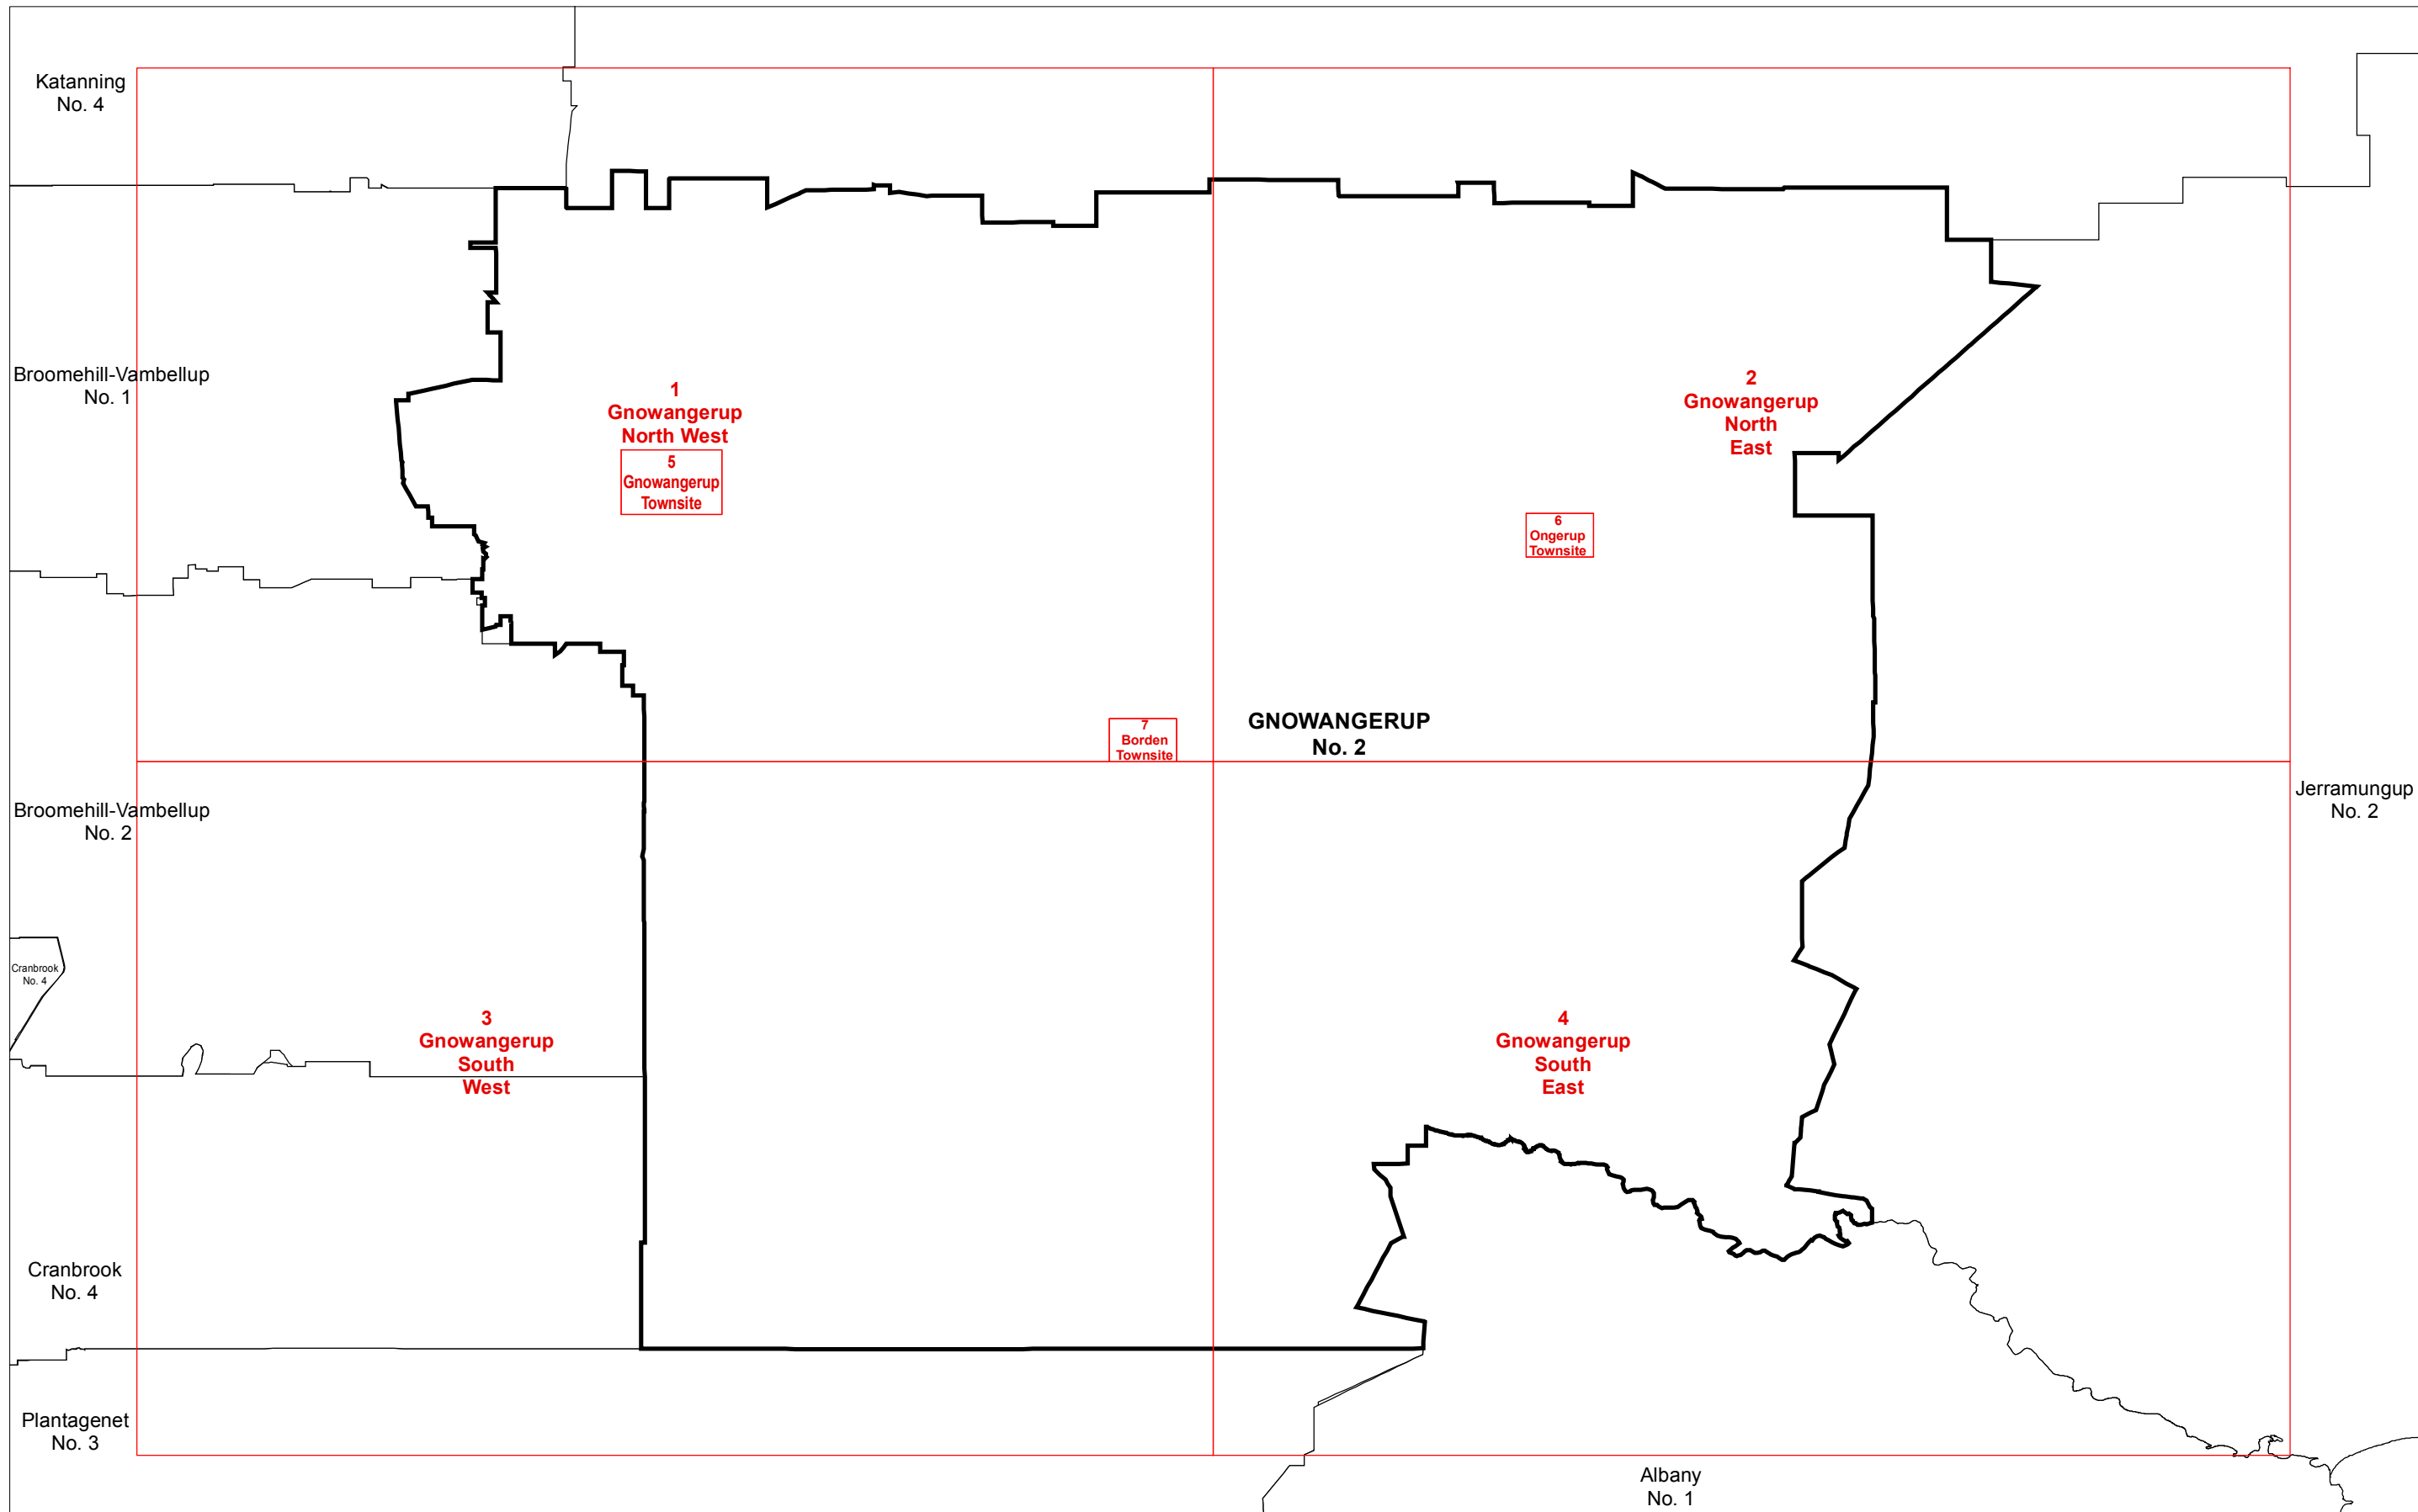 Katanning
No. 4
Broomehill-Vambellup
No. 1
1
Gnowangerup
North West
2
Gnowangerup
North
East
5
Gnowangerup
Townsite
6
Ongerup
Townsite
7
Borden
Townsite
GNOWANGERUP
No. 2
Broomehill-Vambellup
No. 2
Jerramungup
No. 2
Cranbrook
No. 4
3
Gnowangerup
South
West
4
Gnowangerup
South
East
Cranbrook
No. 4
Plantagenet
No. 3
Albany
No. 1